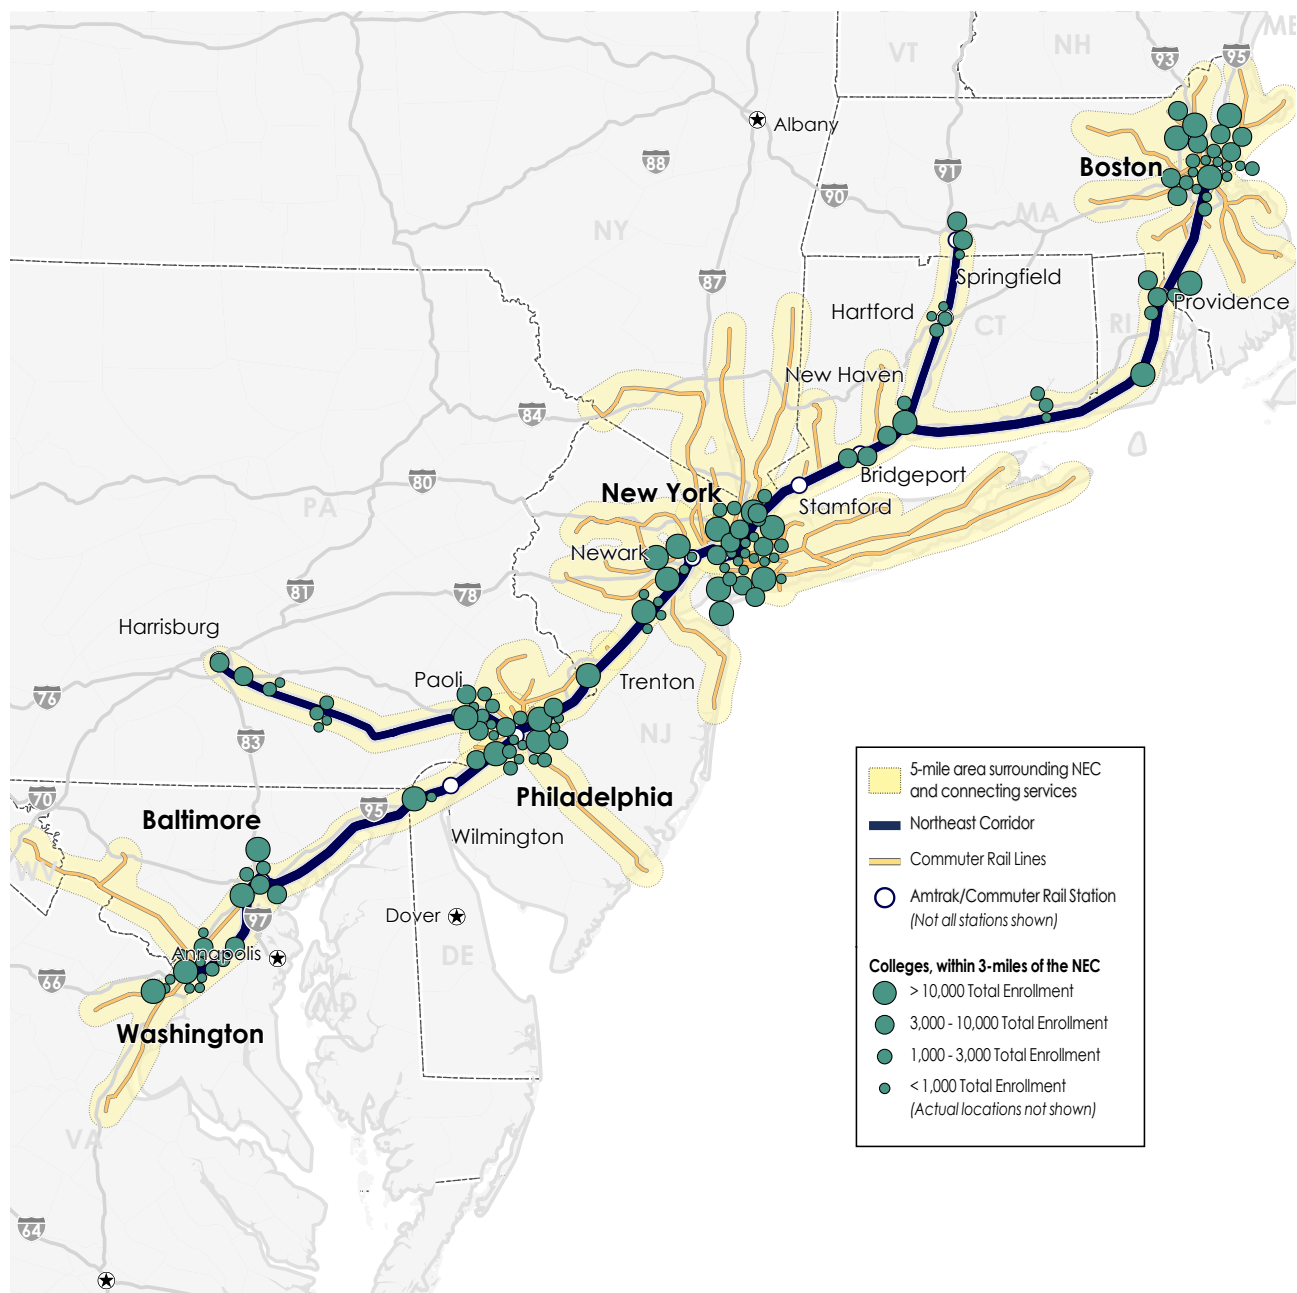 ME
VT
NH
93
95
Albany
88
91
Boston
90
MA
NY
87
Springfield
Providence
Hartford
CT
RI
New Haven
84
80
Bridgeport
New York
Stamford
PA
Newark
81
78
Harrisburg
Paoli
Trenton
76
NJ
83
70
95
Philadelphia
Baltimore
Wilmington
WV
97
Dover
Annapolis
DE
66
MD
Washington
VA
64
5-mile area surrounding NEC
and connecting services
Northeast Corridor
Commuter Rail Lines
Amtrak/Commuter Rail Station
(Not all stations shown)
Colleges, within 3-miles of the NEC
> 10,000 Total Enrollment
3,000 - 10,000 Total Enrollment
1,000 - 3,000 Total Enrollment
< 1,000 Total Enrollment
(Actual locations not shown)